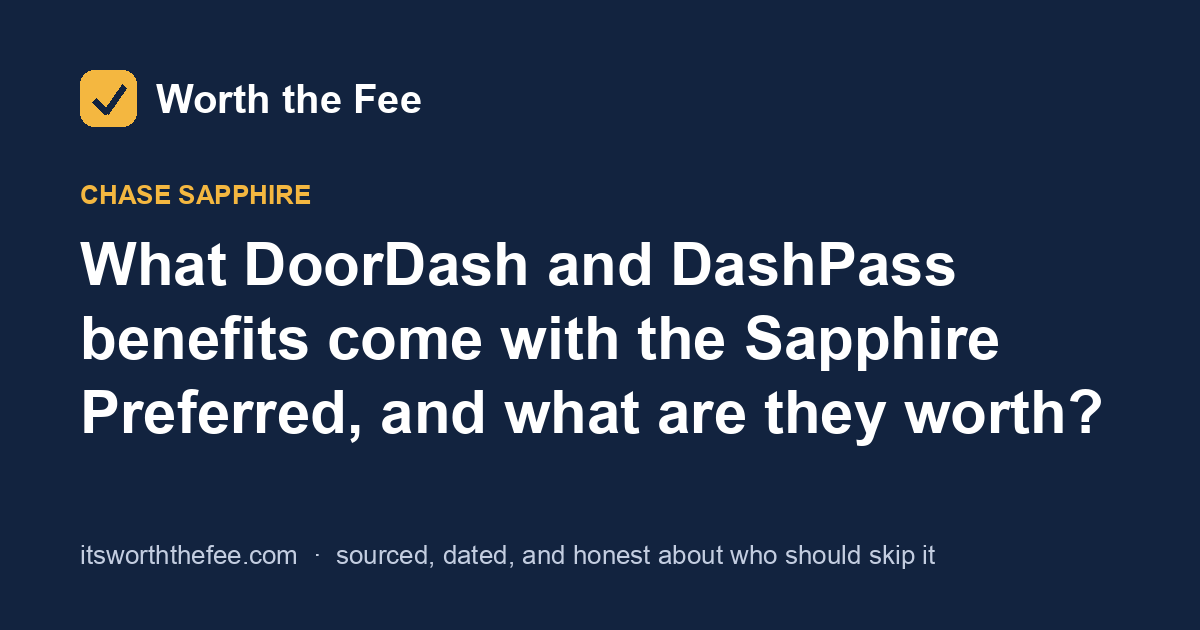 Worth the Fee
CHASE SAPPHIRE
What DoorDash and DashPass
benefits come with the Sapphire
Preferred, and what are they worth?
itsworththefee.com · sourced, dated, and honest about who should skip it